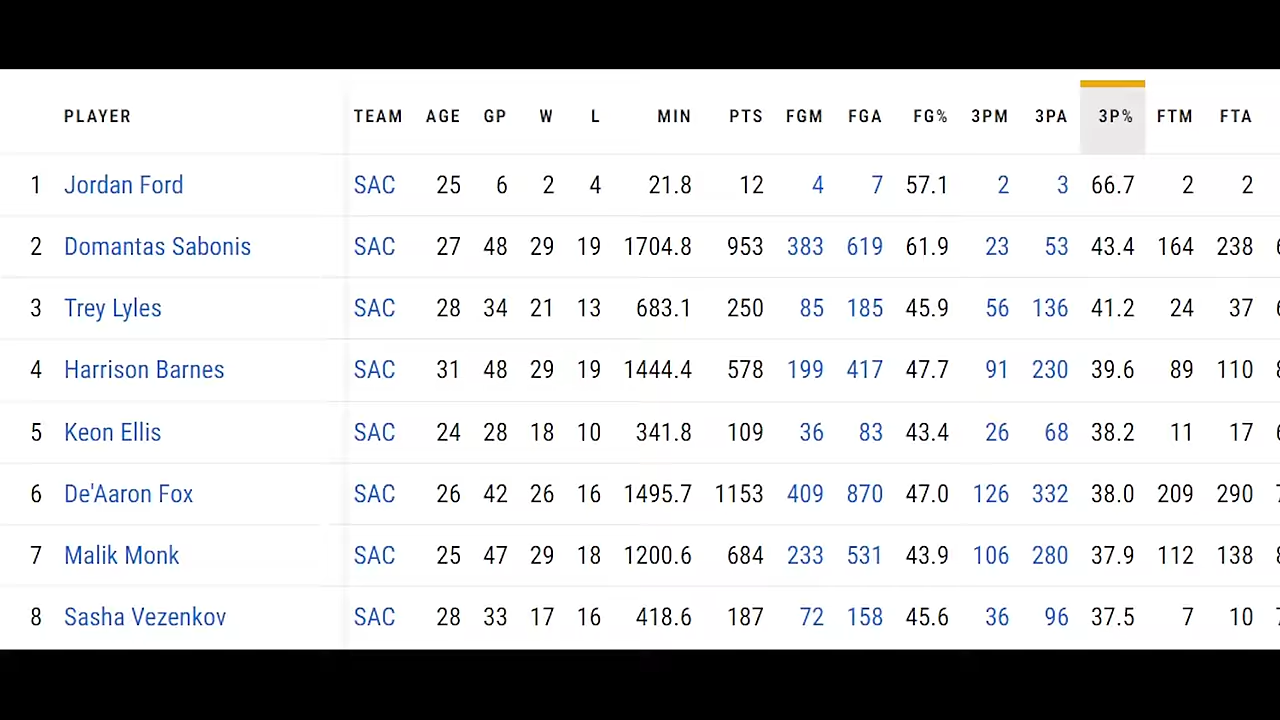 PLAYER TEAM AGE GP W L MIN PTS FGM FGA FG% 3PM 3PA 3P% FTM FTA
1 Jordan Ford SAC 25 6 2 4 21.8 12 4 7 57.1 2 3 66.7 2 2
2 Domantas Sabonis SAC 27 48 29 19 1704.8 953 383 619 61.9 23 53 43.4 164 238
3 Trey Lyles SAC 28 34 21 13 683.1 250 85 185 45.9 56 136 41.2 24 37
4 Harrison Barnes SAC 31 48 29 19 1444.4 578 199 417 47.7 91 230 39.6 89 110
5 Keon Ellis SAC 24 28 18 10 341.8 109 36 83 43.4 26 68 38.2 11 17
6 De'Aaron Fox SAC 26 42 26 16 1495.7 1153 409 870 47.0 126 332 38.0 209 290
7 Malik Monk SAC 25 47 29 18 1200.6 684 233 531 43.9 106 280 37.9 112 138
8 Sasha Vezenkov SAC 28 33 17 16 418.6 187 72 158 45.6 36 96 37.5 7 10